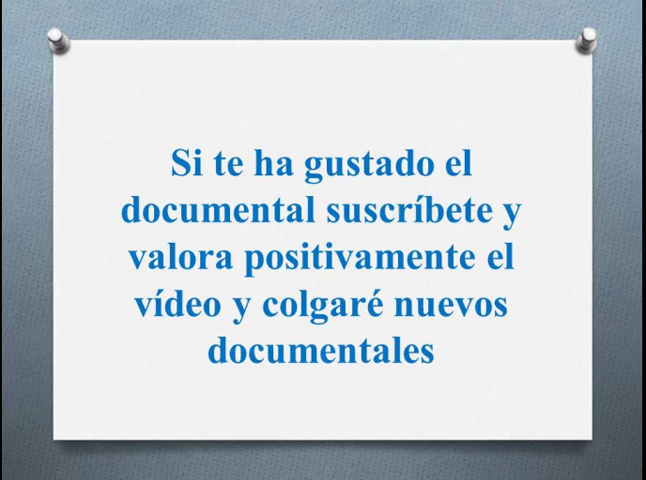 Si te ha gustado el
documental suscríbete y
valora positivamente el
vídeo y colgaré nuevos
documentales